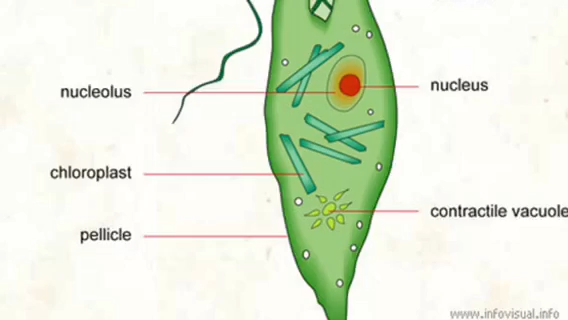 nucleolus
nucleus
chloroplast
contractile vacuole
pellicle
www.infovisual.info